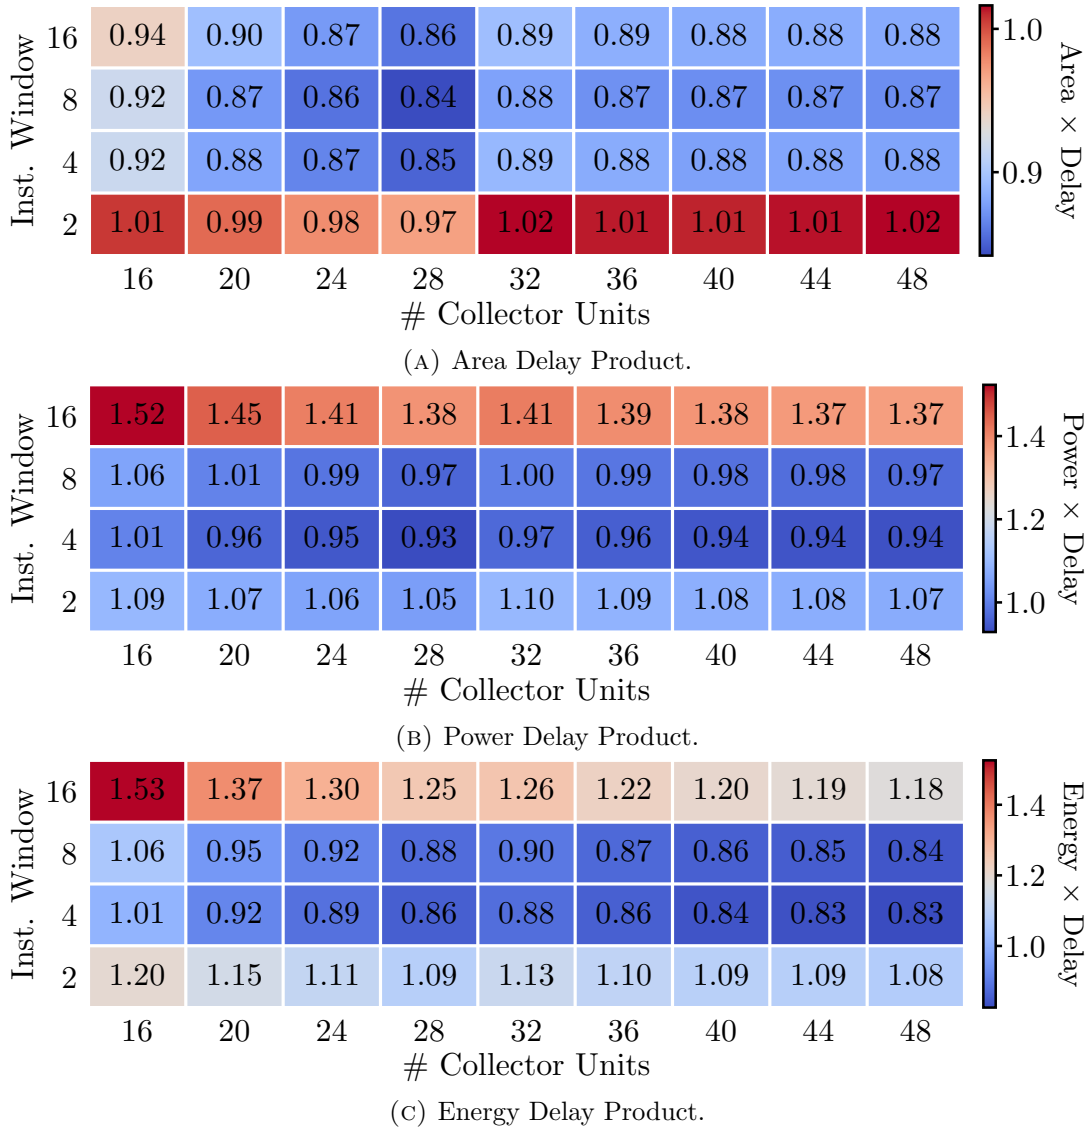 16 0.94 0.90 0.87 0.86 0.89 0.89 0.88 0.88 0.88
8 0.92 0.87 0.86 0.84 0.88 0.87 0.87 0.87 0.87
4 0.92 0.88 0.87 0.85 0.89 0.88 0.88 0.88 0.88
2 1.01 0.99 0.98 0.97 1.02 1.01 1.01 1.01 1.02
16 20 24 28 32 36 40 44 48
# Collector Units
Inst. Window
1.0
0.9
Area × Delay
(A) Area Delay Product.
16 1.52 1.45 1.41 1.38 1.41 1.39 1.38 1.37 1.37
8 1.06 1.01 0.99 0.97 1.00 0.99 0.98 0.98 0.97
4 1.01 0.96 0.95 0.93 0.97 0.96 0.94 0.94 0.94
2 1.09 1.07 1.06 1.05 1.10 1.09 1.08 1.08 1.07
16 20 24 28 32 36 40 44 48
# Collector Units
Inst. Window
1.4
1.2
1.0
Power × Delay
(B) Power Delay Product.
16 1.53 1.37 1.30 1.25 1.26 1.22 1.20 1.19 1.18
8 1.06 0.95 0.92 0.88 0.90 0.87 0.86 0.85 0.84
4 1.01 0.92 0.89 0.86 0.88 0.86 0.84 0.83 0.83
2 1.20 1.15 1.11 1.09 1.13 1.10 1.09 1.09 1.08
16 20 24 28 32 36 40 44 48
# Collector Units
Inst. Window
1.4
1.2
1.0
Energy × Delay
(C) Energy Delay Product.